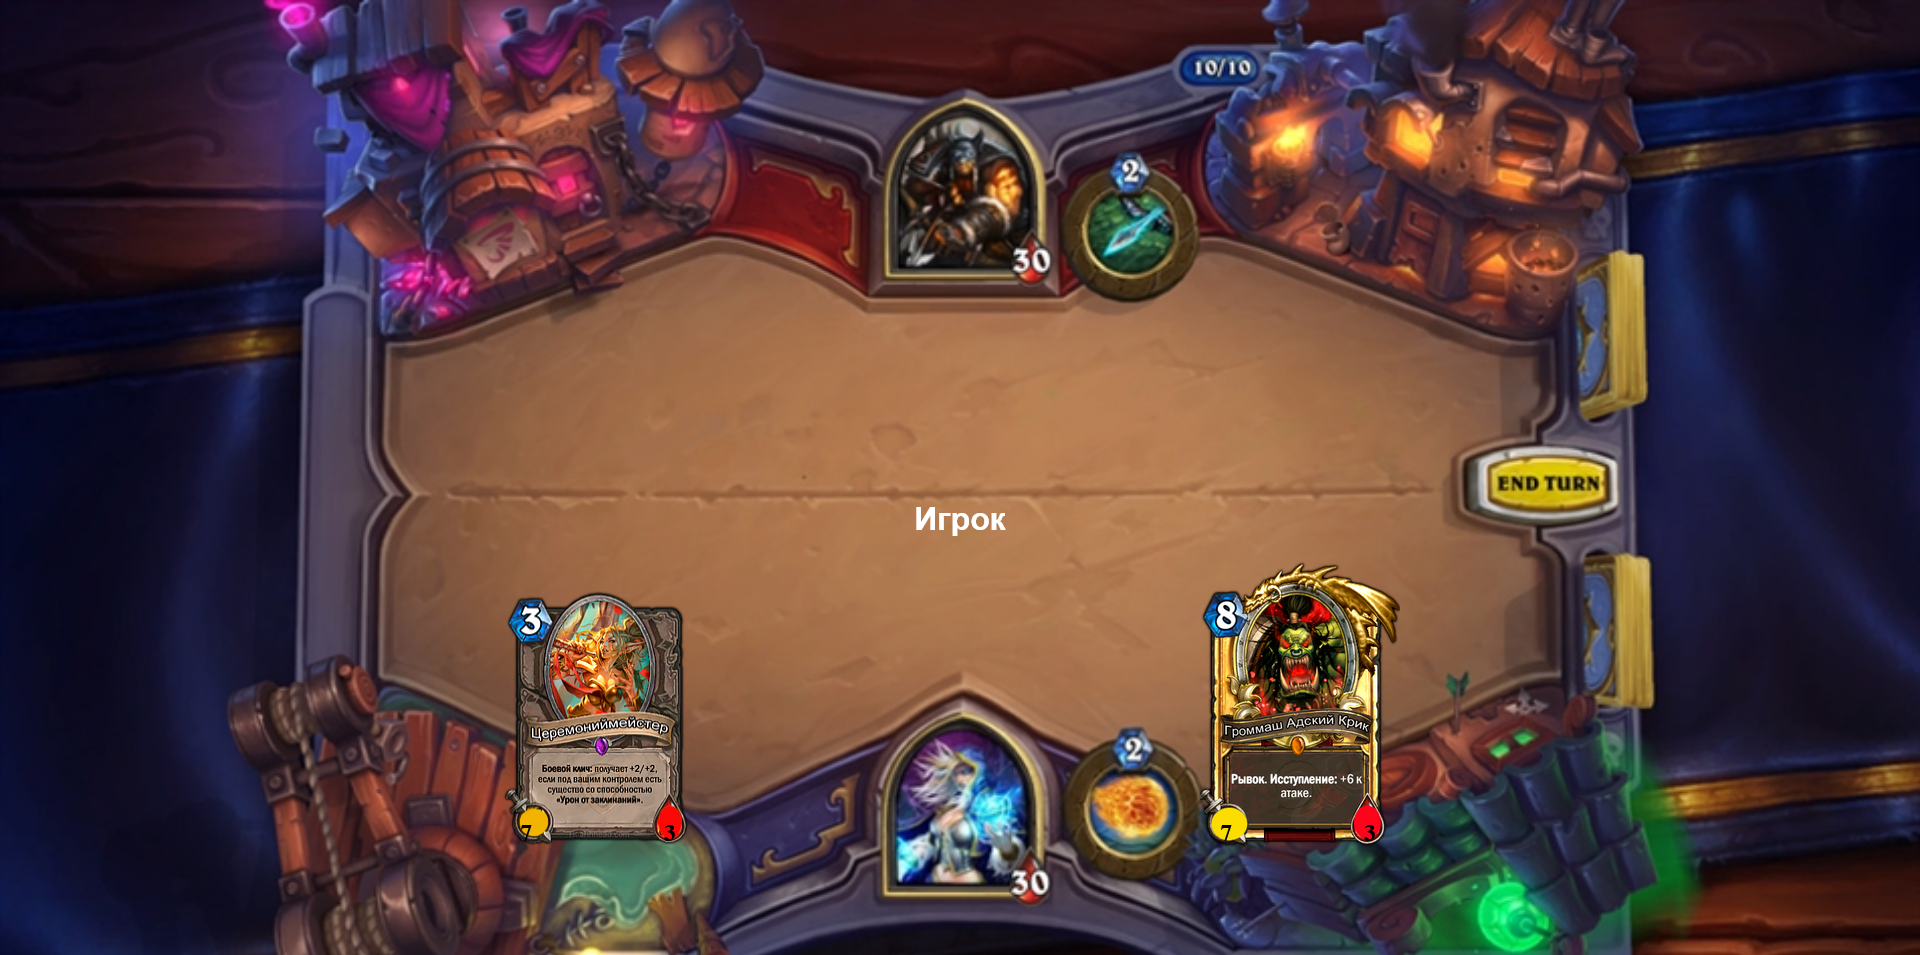 10/10
2
30
END TURN
Игрок
3
Церемониймейстер
Боевой клич: получает +2/+2,
если под вашим контролем есть
существо со способностью
«Урон от заклинаний».
7
3
8
Громмаш Адский Крик
Рывок. Исступление: +6 к
атаке.
7
3
2
30